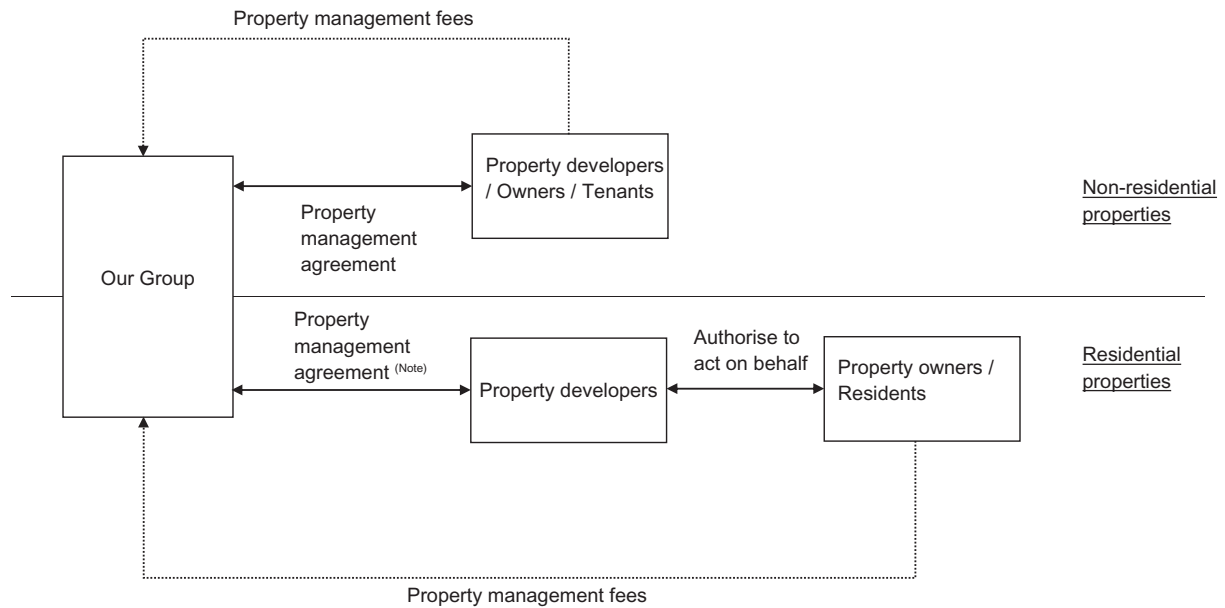 Property management fees
Property developers
/ Owners / Tenants
Non-residential
properties
Property
management
agreement
Our Group
Property
management
agreement (Note)
Property developers
Authorise to
act on behalf
Property owners /
Residents
Residential
properties
Property management fees